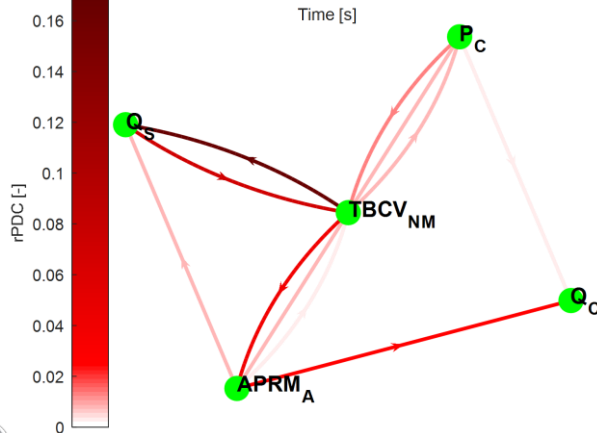 Time [s]
rPDC [-]
0.16
0.14
0.12
0.1
0.08
0.06
0.04
0.02
0
P_C
Q_S
TBCV_NM
Q_C
APRM_A